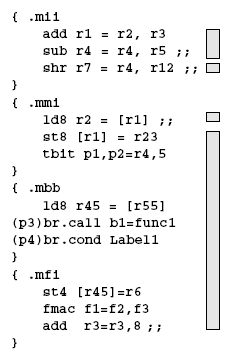 { .mii
add r1 = r2, r3
sub r4 = r4, r5 ;;
shr r7 = r4, r12 ;;
}
{ .mmi
ld8 r2 = [r1] ;;
st8 [r1] = r23
tbit p1,p2=r4,5
}
{ .mbb
ld8 r45 = [r55]
(p3)br.call b1=func1
(p4)br.cond Label1
}
{ .mfi
st4 [r45]=r6
fmac f1=f2,f3
add r3=r3,8 ;;
}